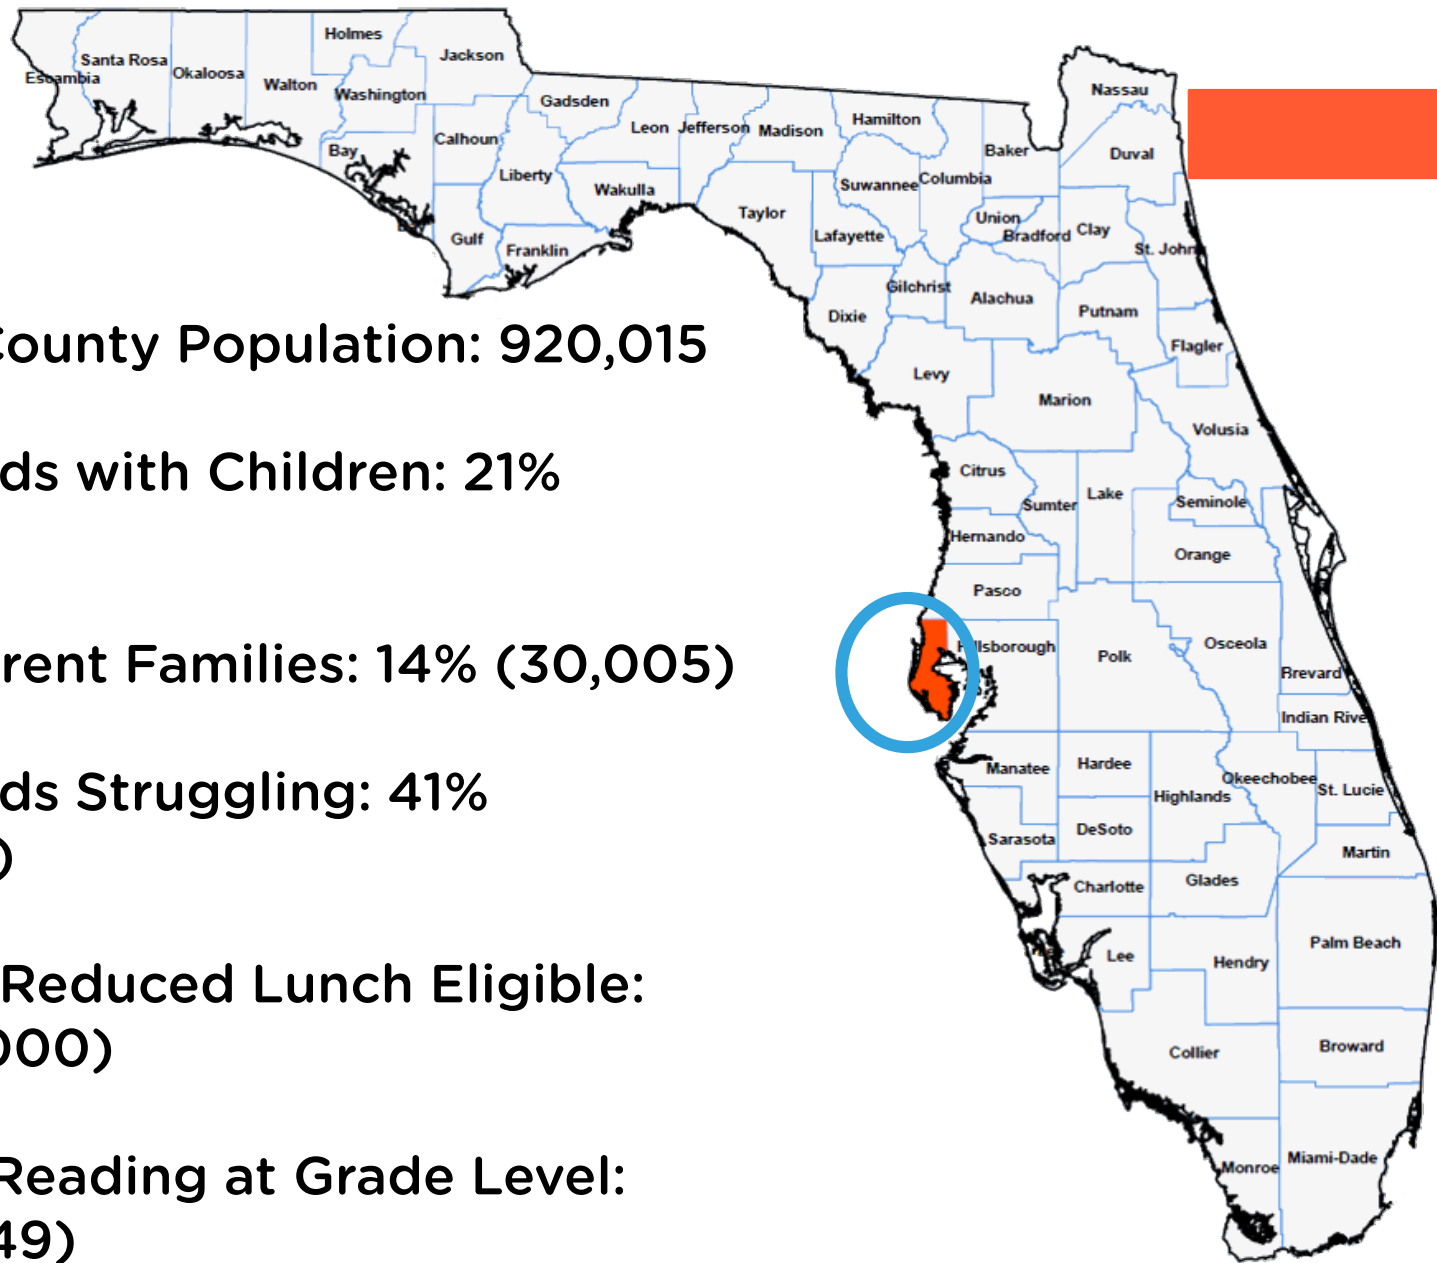 Holmes
Jackson
Santa Rosa
Escambia
Okaloosa
Walton
Washington
Nassau
Gadsden
Hamilton
Leon
Jefferson
Madison
Calhoun
Bay
Baker
Duval
Liberty
Wakulla
Suwannee
Columbia
Taylor
Union
Bradford
Clay
Lafayette
Gulf
Franklin
St. John
Gilchrist
Alachua
Dixie
Putnam
Flagler
ounty Population: 920,015
Levy
Marion
Volusia
ds with Children: 21%
Citrus
Sumter
Lake
Seminole
Hernando
Orange
Pasco
Hillsborough
Polk
Osceola
rent Families: 14% (30,005)
Brevard
Indian Rive
Manatee
Hardee
Okeechobee
St. Lucie
Highlands
ds Struggling: 41%
)
Sarasota
DeSoto
Martin
Charlotte
Glades
Palm Beach
Lee
Hendry
Reduced Lunch Eligible:
000)
Collier
Broward
Miami-Dade
Monroe
Reading at Grade Level:
49)